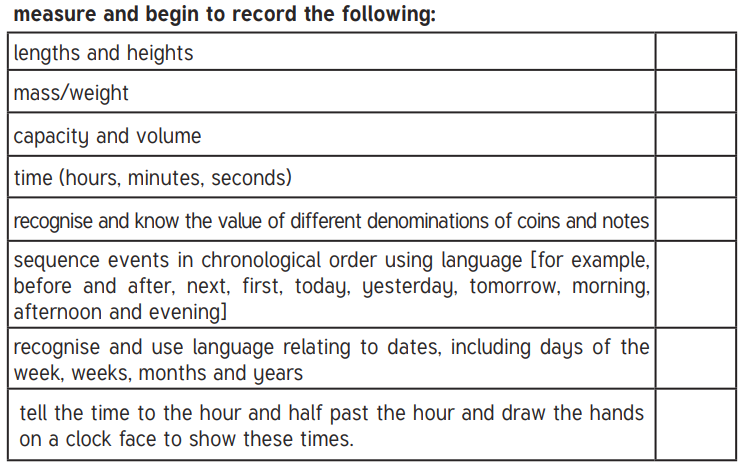 measure and begin to record the following:
lengths and heights
mass/weight
capacity and volume
time (hours, minutes, seconds)
recognise and know the value of different denominations of coins and notes
sequence events in chronological order using language [for example,
before and after, next, first, today, yesterday, tomorrow, morning,
afternoon and evening]
recognise and use language relating to dates, including days of the
week, weeks, months and years
tell the time to the hour and half past the hour and draw the hands
on a clock face to show these times.